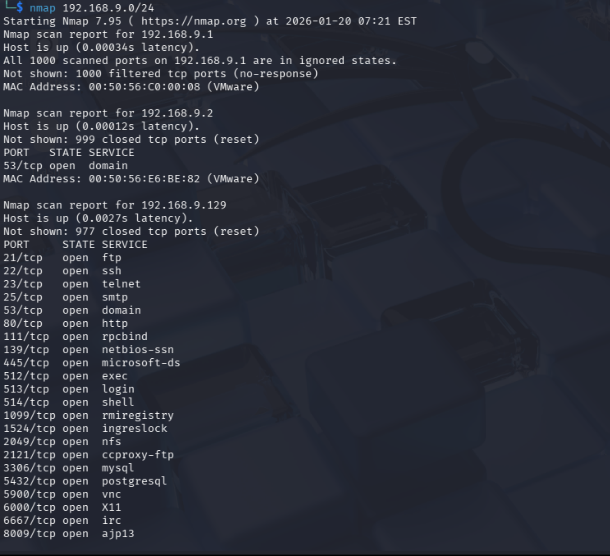 └─$ nmap 192.168.9.0/24
Starting Nmap 7.95 ( https://nmap.org ) at 2026-01-20 07:21 EST
Nmap scan report for 192.168.9.1
Host is up (0.00034s latency).
All 1000 scanned ports on 192.168.9.1 are in ignored states.
Not shown: 1000 filtered tcp ports (no-response)
MAC Address: 00:50:56:C0:00:08 (VMware)

Nmap scan report for 192.168.9.2
Host is up (0.00012s latency).
Not shown: 999 closed tcp ports (reset)
PORT   STATE SERVICE
53/tcp open  domain
MAC Address: 00:50:56:E6:BE:82 (VMware)

Nmap scan report for 192.168.9.129
Host is up (0.0027s latency).
Not shown: 977 closed tcp ports (reset)
PORT     STATE SERVICE
21/tcp   open  ftp
22/tcp   open  ssh
23/tcp   open  telnet
25/tcp   open  smtp
53/tcp   open  domain
80/tcp   open  http
111/tcp  open  rpcbind
139/tcp  open  netbios-ssn
445/tcp  open  microsoft-ds
512/tcp  open  exec
513/tcp  open  login
514/tcp  open  shell
1099/tcp open  rmiregistry
1524/tcp open  ingreslock
2049/tcp open  nfs
2121/tcp open  ccproxy-ftp
3306/tcp open  mysql
5432/tcp open  postgresql
5900/tcp open  vnc
6000/tcp open  X11
6667/tcp open  irc
8009/tcp open  ajp13